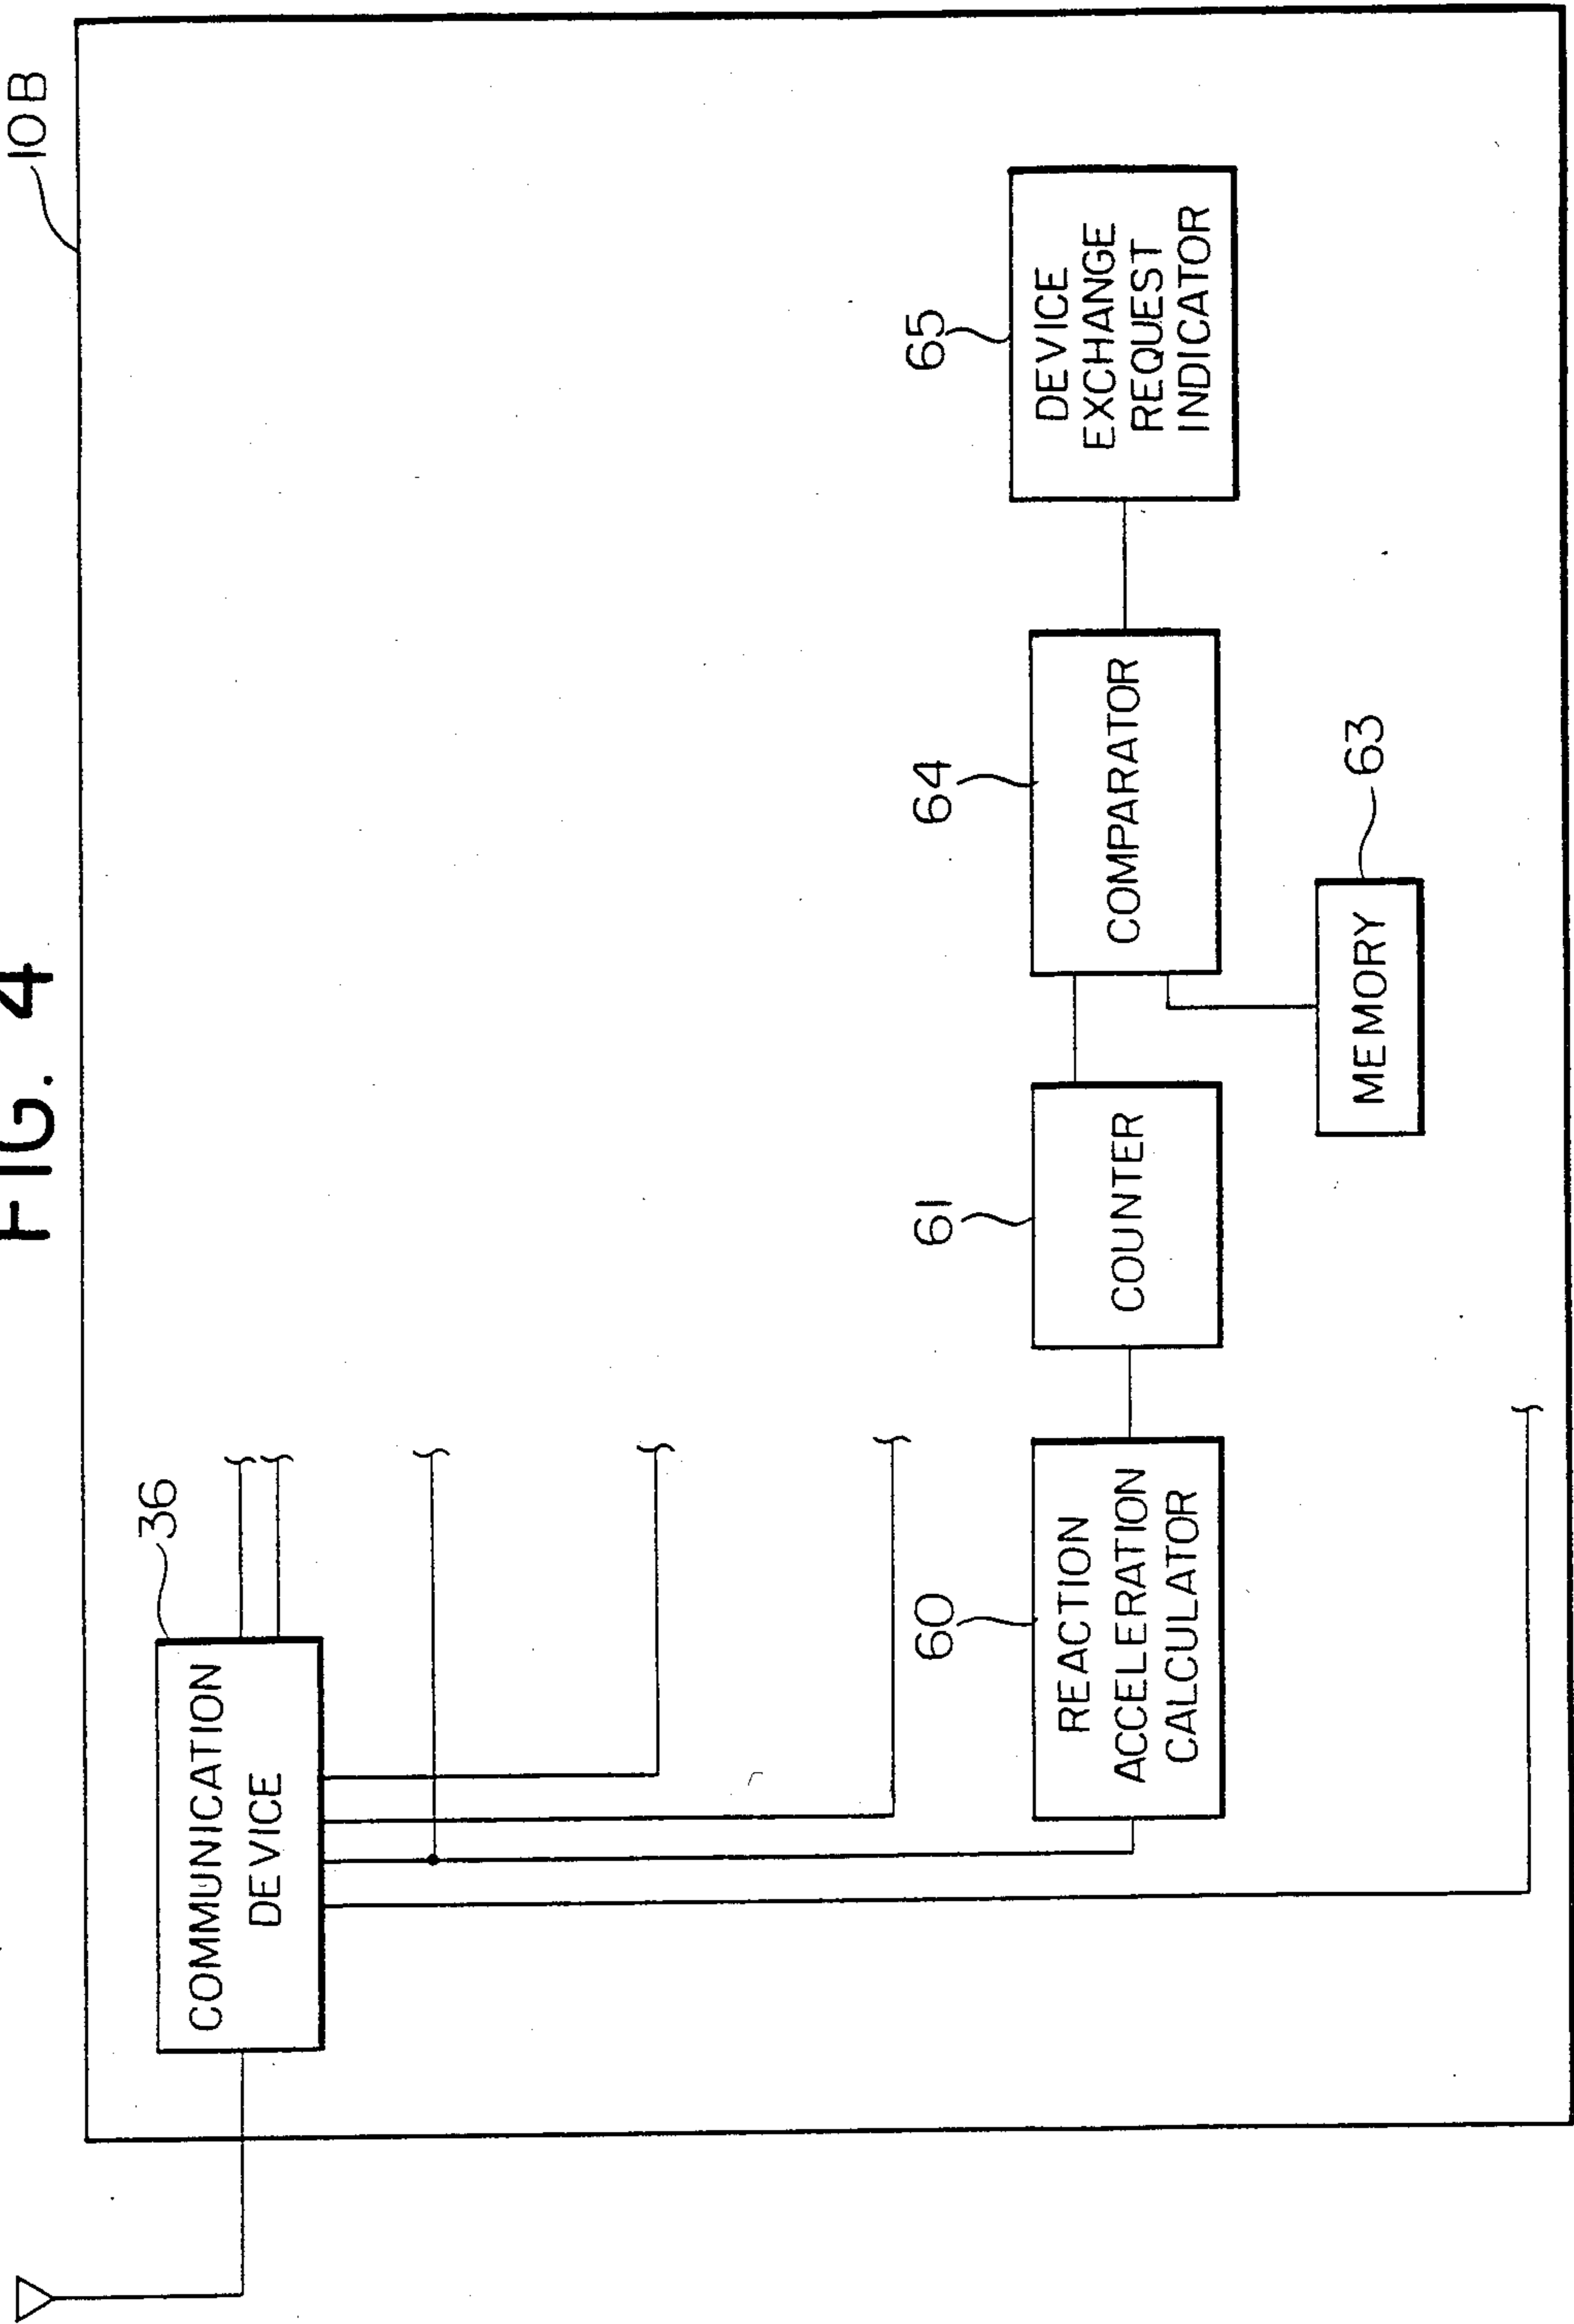 FIG. 4
10B
36
COMMUNICATION
DEVICE
60
REACTION
ACCELERATION
CALCULATOR
61
COUNTER
64
COMPARATOR
65
DEVICE
EXCHANGE
REQUEST
INDICATOR
MEMORY
63